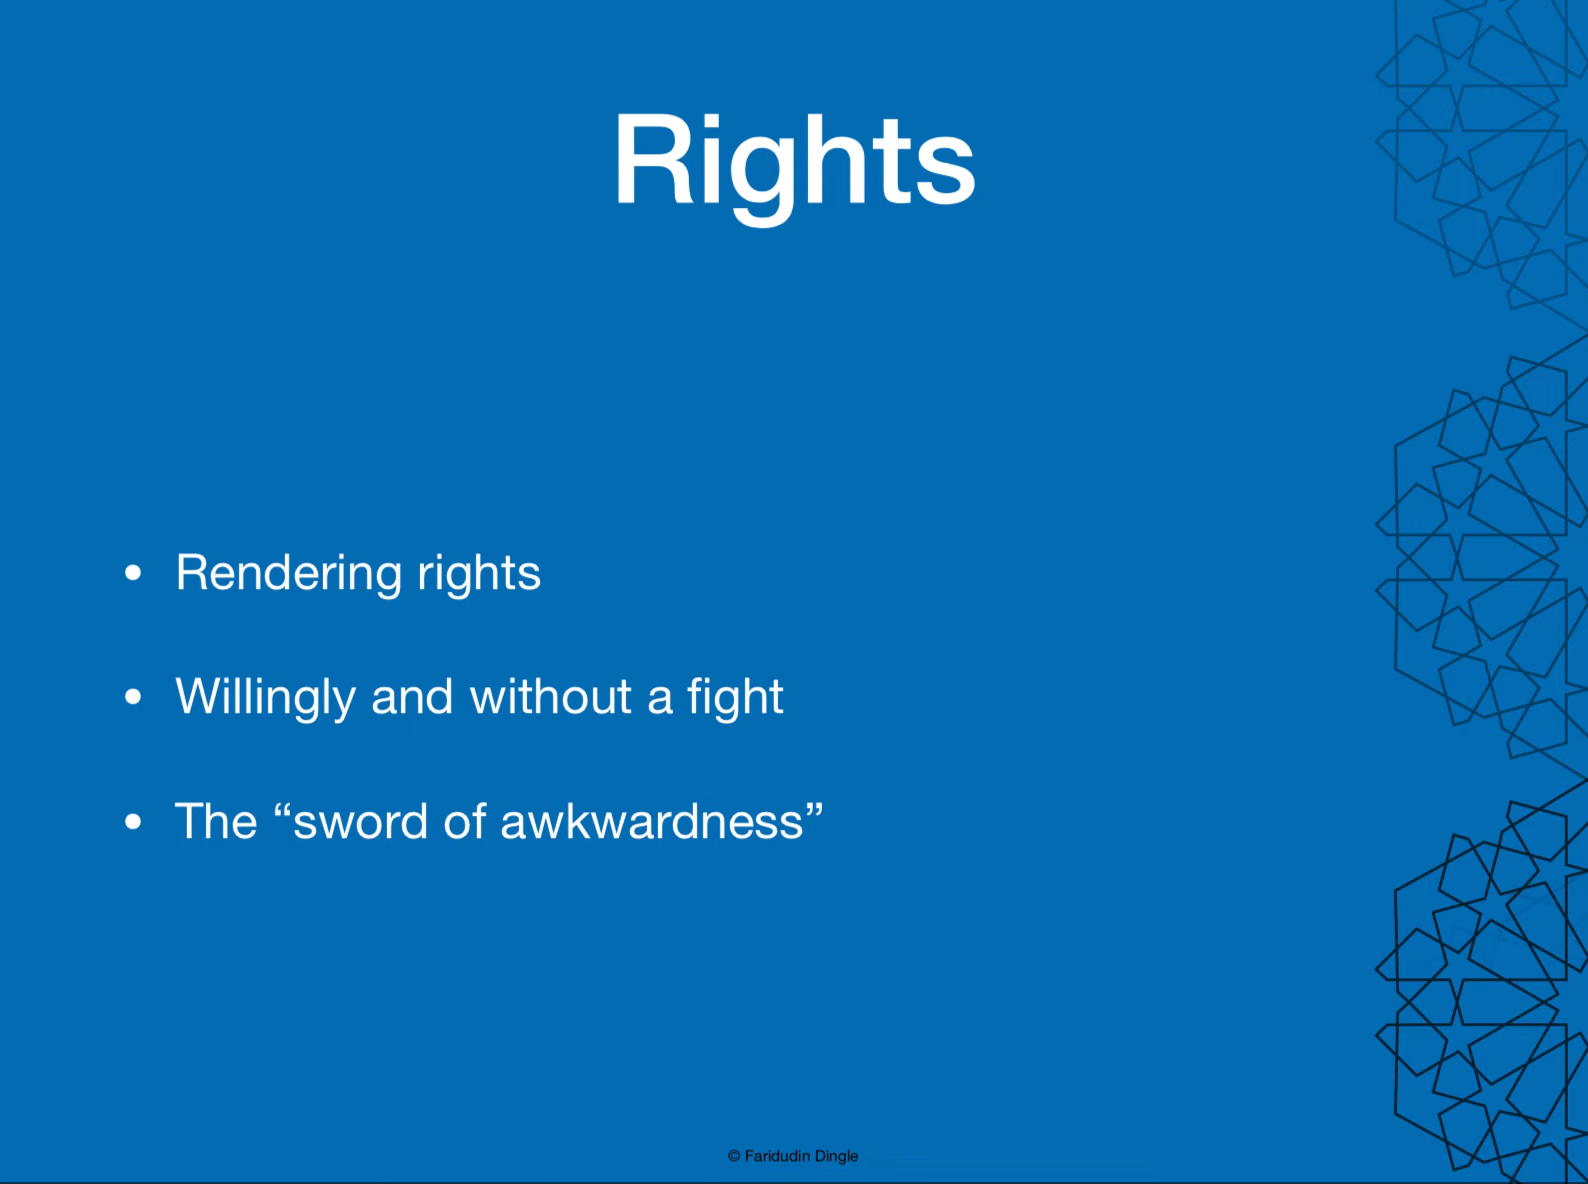 Rights
• Rendering rights
• Willingly and without a fight
• The “sword of awkwardness”
© Faridudin Dingle